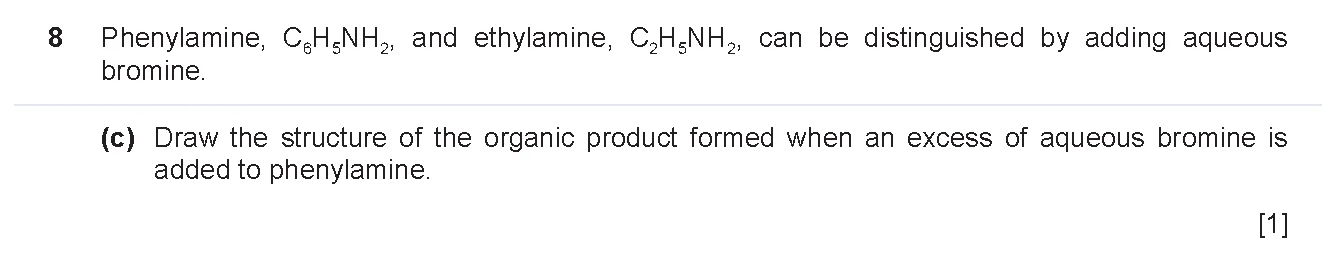 8 Phenylamine, C₆H₅NH₂, and ethylamine, C₂H₅NH₂, can be distinguished by adding aqueous
bromine.
(c) Draw the structure of the organic product formed when an excess of aqueous bromine is
added to phenylamine.
[1]